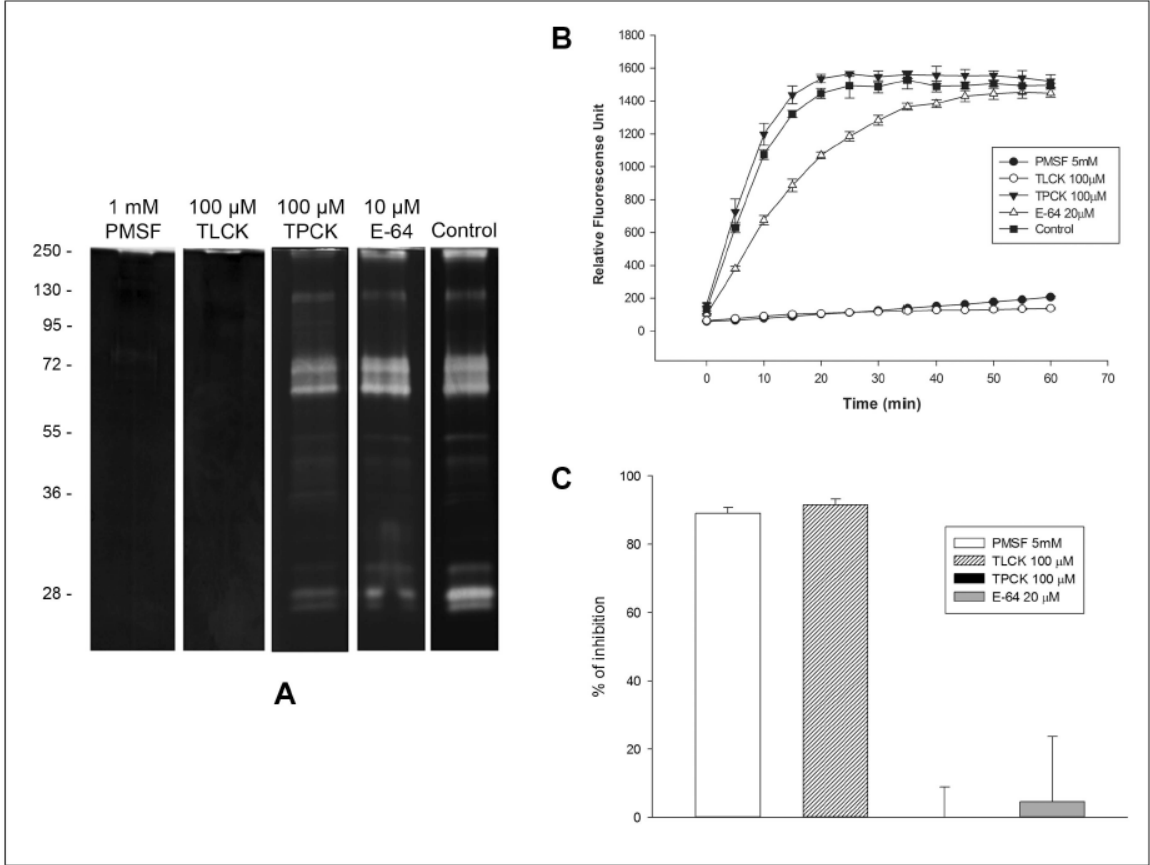 1 mM
PMSF
100 µM
TLCK
100 µM
TPCK
10 µM
E-64
Control
250 -
130 -
95 -
72 -
55 -
36 -
28 -
A
B
Relative Fluorescense Unit
1800
1600
1400
1200
1000
800
600
400
200
0
0 10 20 30 40 50 60 70
Time (min)
PMSF 5mM
TLCK 100µM
TPCK 100µM
E-64 20µM
Control
C
% of inhibition
100
80
60
40
20
0
PMSF 5mM
TLCK 100 µM
TPCK 100 µM
E-64 20 µM